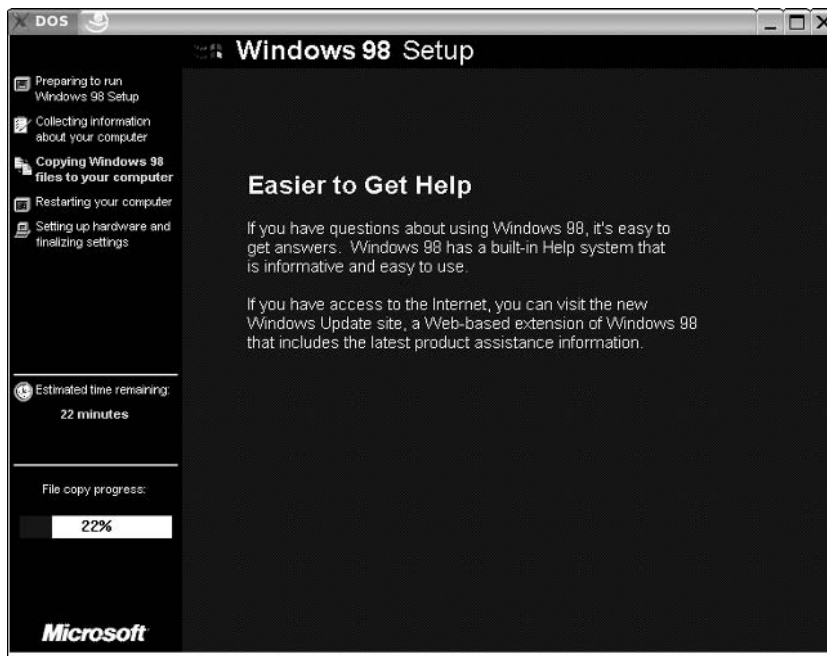 DOS
Windows 98 Setup
Preparing to run
Windows 98 Setup
Collecting information
about your computer
Copying Windows 98
files to your computer
Restarting your computer
Setting up hardware and
finalizing settings
Estimated time remaining:
22 minutes
File copy progress:
22%
Microsoft
Easier to Get Help
If you have questions about using Windows 98, it's easy to
get answers. Windows 98 has a built-in Help system that
is informative and easy to use.
If you have access to the Internet, you can visit the new
Windows Update site, a Web-based extension of Windows 98
that includes the latest product assistance information.